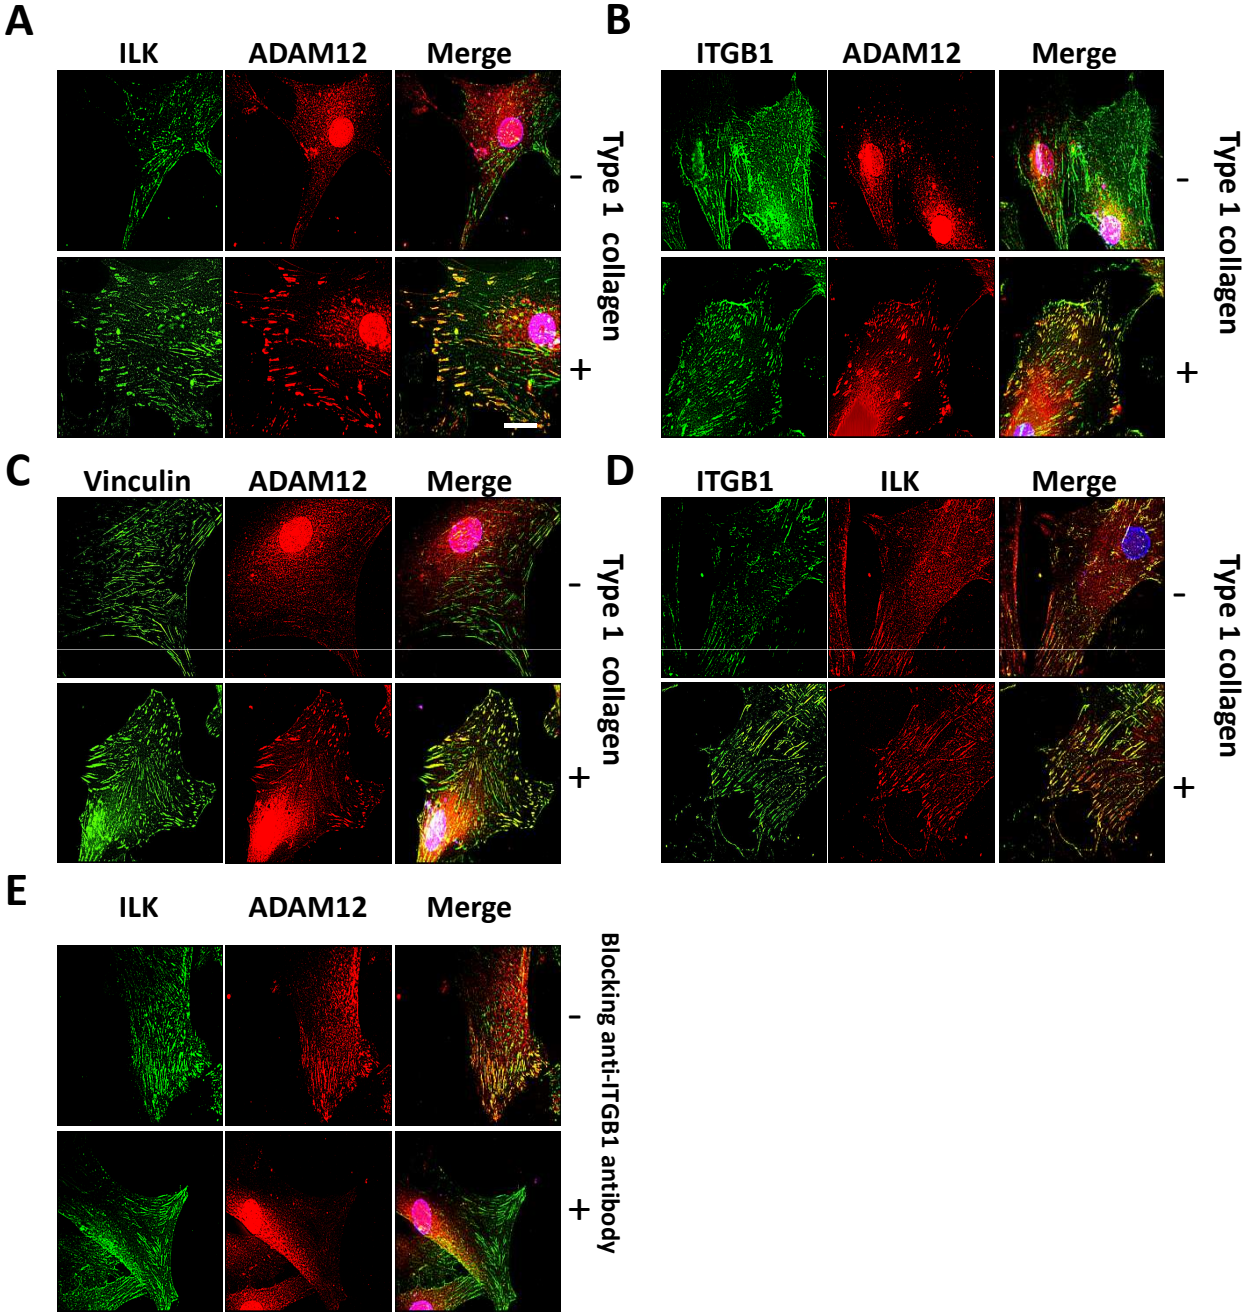 A
ILK ADAM12 Merge
-
+
Type 1 collagen
B
ITGB1 ADAM12 Merge
-
+
Type 1 collagen
C
Vinculin ADAM12 Merge
-
+
Type 1 collagen
D
ITGB1 ILK Merge
-
+
Type 1 collagen
E
ILK ADAM12 Merge
-
+
Blocking anti-ITGB1 antibody